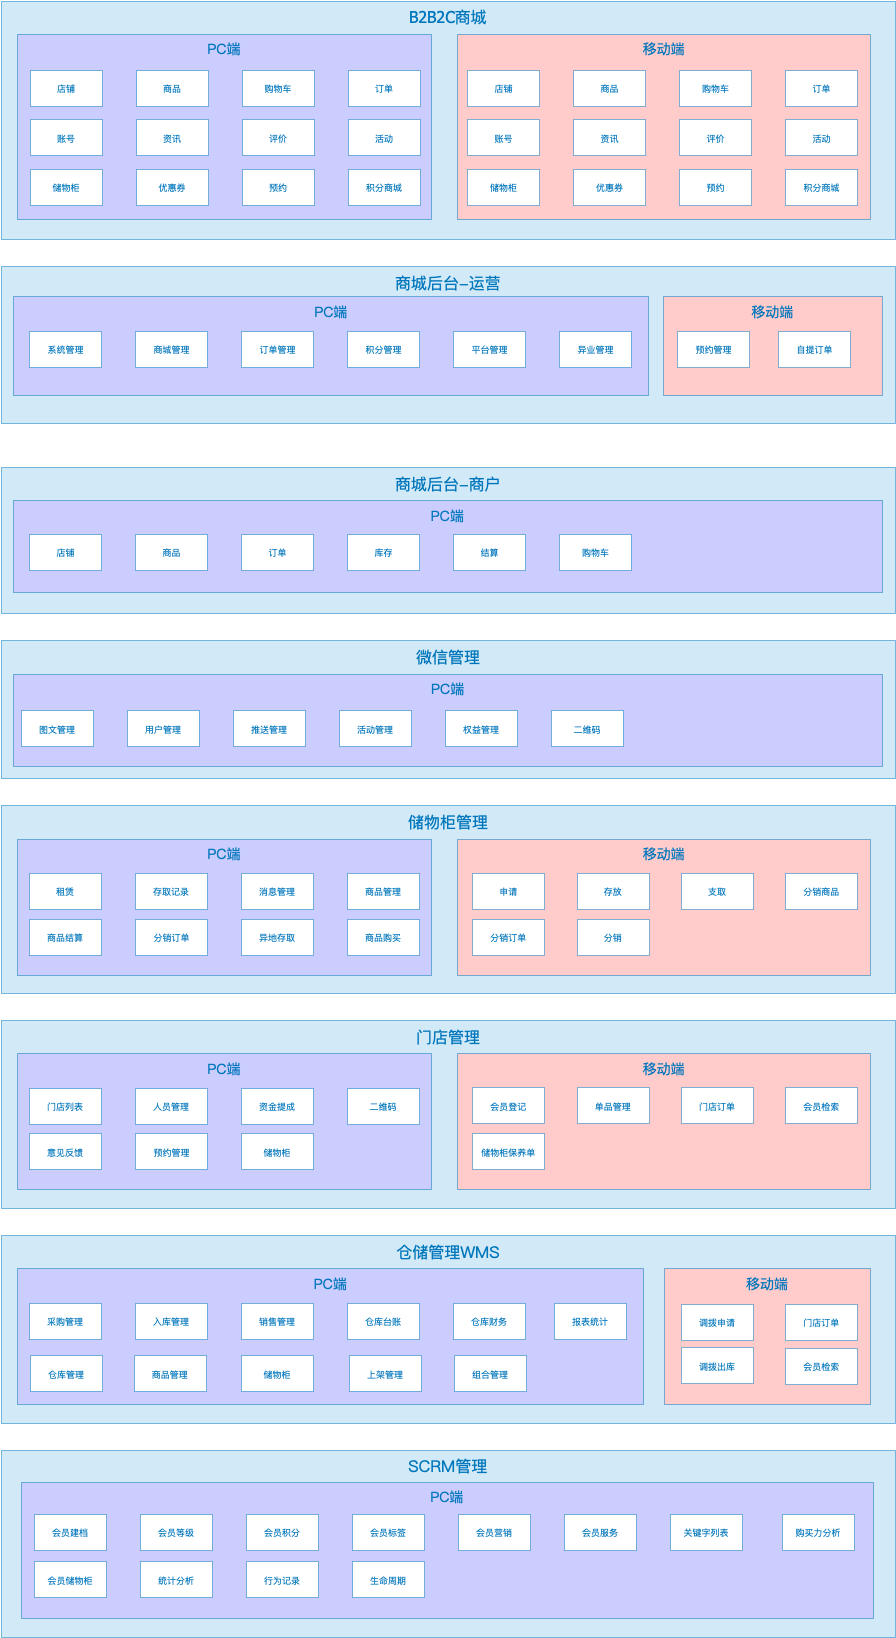 B2B2C商城
PC端
店铺 商品 购物车 订单
账号 资讯 评价 活动
储物柜 优惠券 预约 积分商城
移动端
店铺 商品 购物车 订单
账号 资讯 评价 活动
储物柜 优惠券 预约 积分商城
商城后台-运营
PC端
系统管理 商城管理 订单管理 积分管理 平台管理 异业管理
移动端
预约管理 自提订单
商城后台-商户
PC端
店铺 商品 订单 库存 结算 购物车
微信管理
PC端
图文管理 用户管理 推送管理 活动管理 权益管理 二维码
储物柜管理
PC端
租赁 存取记录 消息管理 商品管理
商品结算 分销订单 异地存取 商品购买
移动端
申请 存放 支取 分销商品
分销订单 分销
门店管理
PC端
门店列表 人员管理 资金提成 二维码
意见反馈 预约管理 储物柜
移动端
会员登记 单品管理 门店订单 会员检索
储物柜保养单
仓储管理WMS
PC端
采购管理 入库管理 销售管理 仓库台账 仓库财务 报表统计
仓库管理 商品管理 储物柜 上架管理 组合管理
移动端
调拨申请 门店订单
调拨出库 会员检索
SCRM管理
PC端
会员建档 会员等级 会员积分 会员标签 会员营销 会员服务 关键字列表 购买力分析
会员储物柜 统计分析 行为记录 生命周期